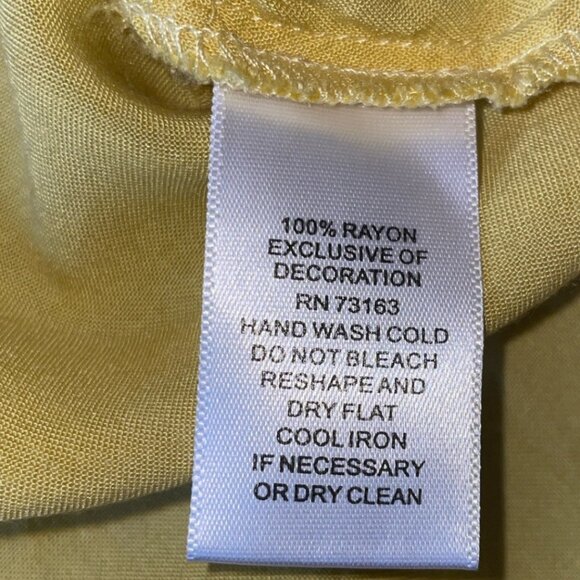 100% RAYON
EXCLUSIVE OF
DECORATION
RN 73163
HAND WASH COLD
DO NOT BLEACH
RESHAPE AND
DRY FLAT
COOL IRON
IF NECESSARY
OR DRY CLEAN